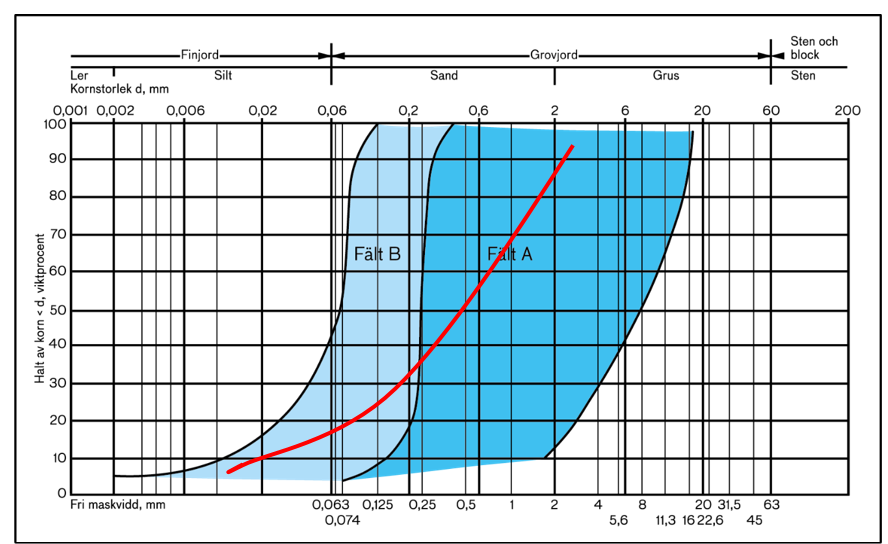 Finjord Grovjord Sten och block
Ler Silt Sand Grus Sten
Kornstorlek d, mm
0,001 0,002 0,006 0,02 0,06 0,2 0,6 2 6 20 60 200
100
90
80
70
60
50
40
30
20
10
0
Halt av korn < d, viktprocent
Fält B Fält A
Fri maskvidd, mm 0,063 0,125 0,25 0,5 1 2 4 8 20 31,5 63
0,074 5,6 11,3 16 22,6 45